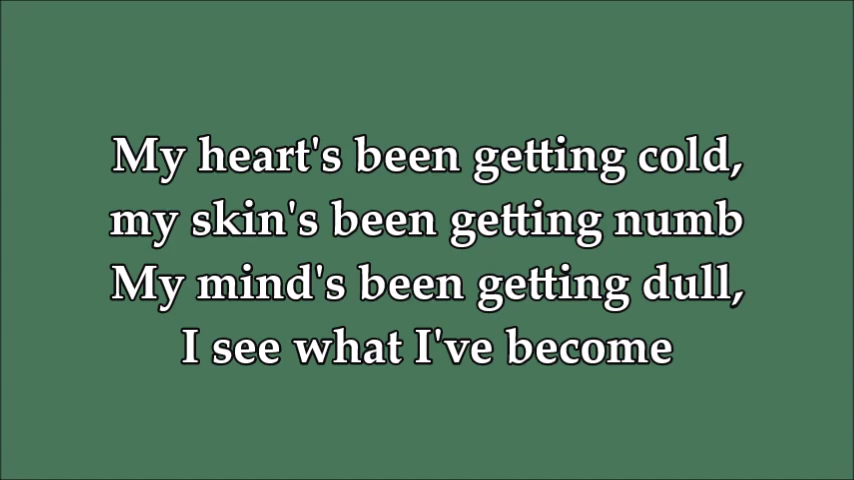 My heart's been getting cold,
my skin's been getting numb
My mind's been getting dull,
I see what I've become